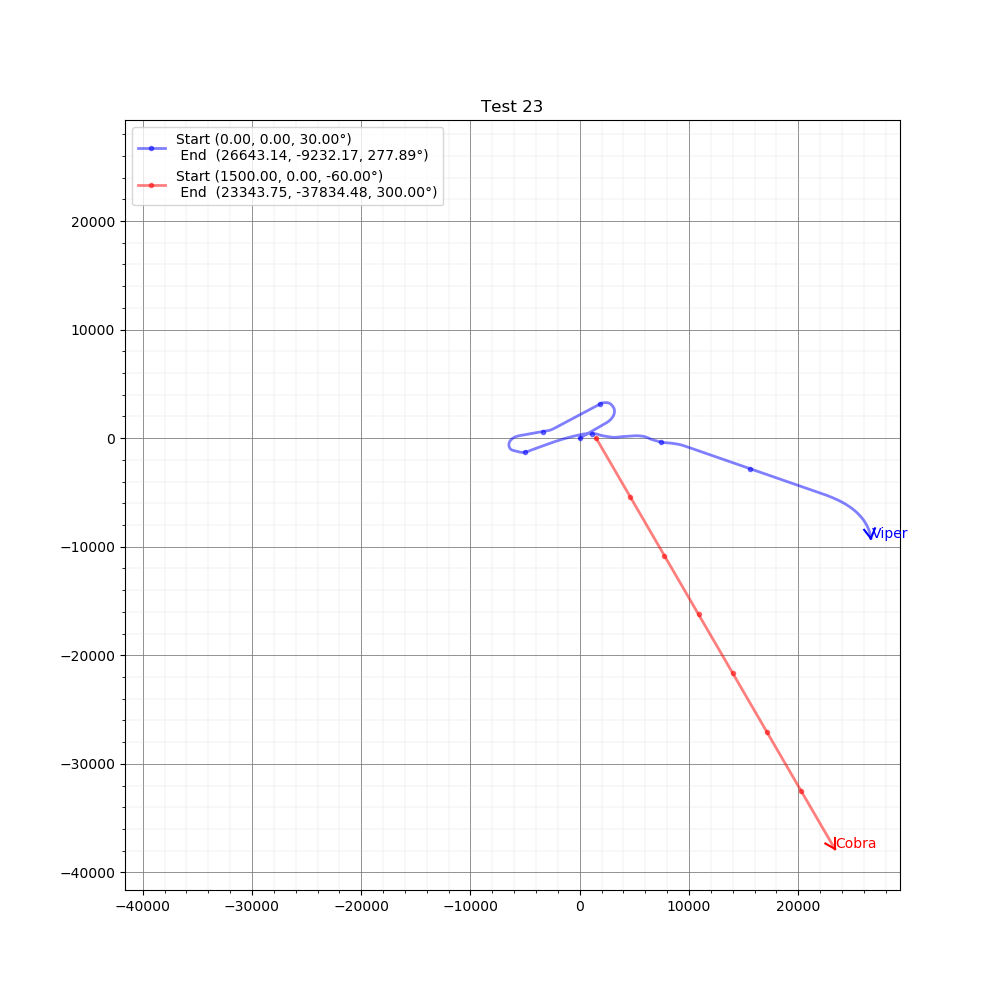 Test 23
Start (0.00, 0.00, 30.00°)
End  (26643.14, -9232.17, 277.89°)
Start (1500.00, 0.00, -60.00°)
End  (23343.75, -37834.48, 300.00°)
20000
10000
0
−10000
−20000
−30000
−40000
Viper
Cobra
−40000 −30000 −20000 −10000 0 10000 20000